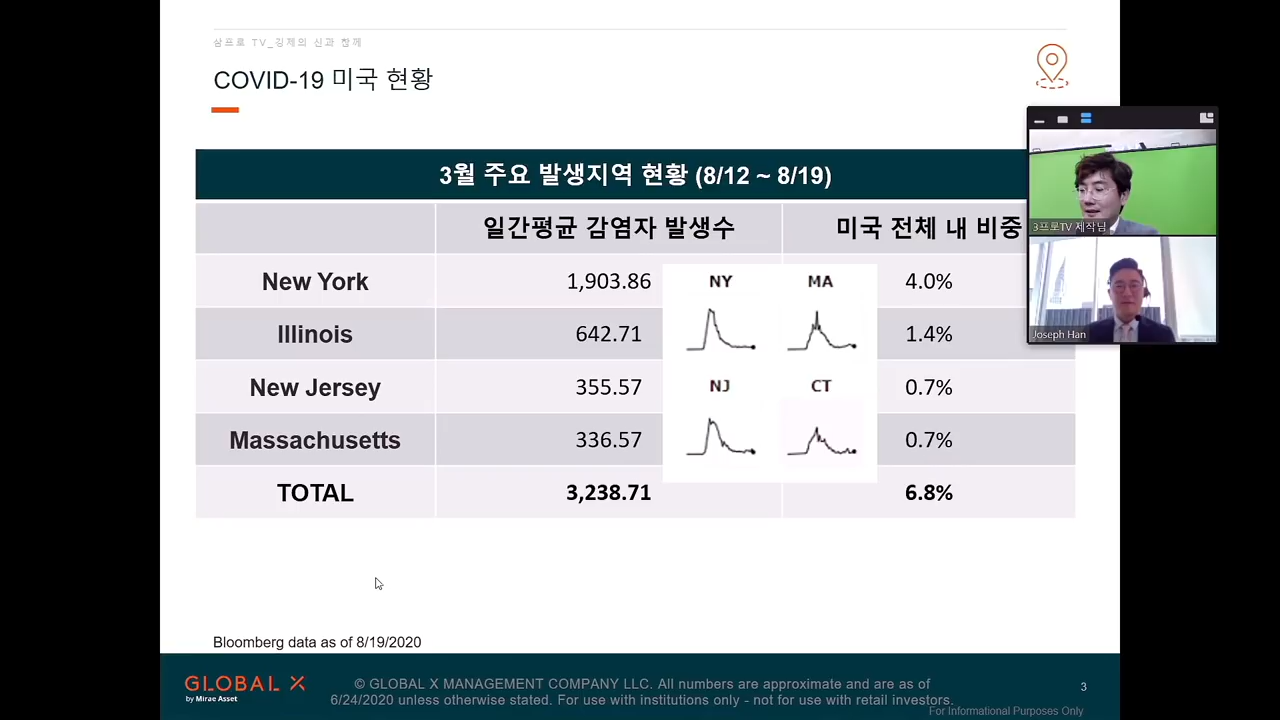 삼프로 TV_경제의 신과 함께
COVID-19 미국 현황
3월 주요 발생지역 현황 (8/12 ~ 8/19)
일간평균 감염자 발생수 미국 전체 내 비중
New York 1,903.86 4.0%
Illinois 642.71 1.4%
New Jersey 355.57 0.7%
Massachusetts 336.57 0.7%
TOTAL 3,238.71 6.8%
NY MA
NJ CT
3프로TV 제작님
Joseph Han
Bloomberg data as of 8/19/2020
GLOBAL X
by Mirae Asset
© GLOBAL X MANAGEMENT COMPANY LLC. All numbers are approximate and are as of
6/24/2020 unless otherwise stated. For use with institutions only - not for use with retail investors.
3
For Informational Purposes Only